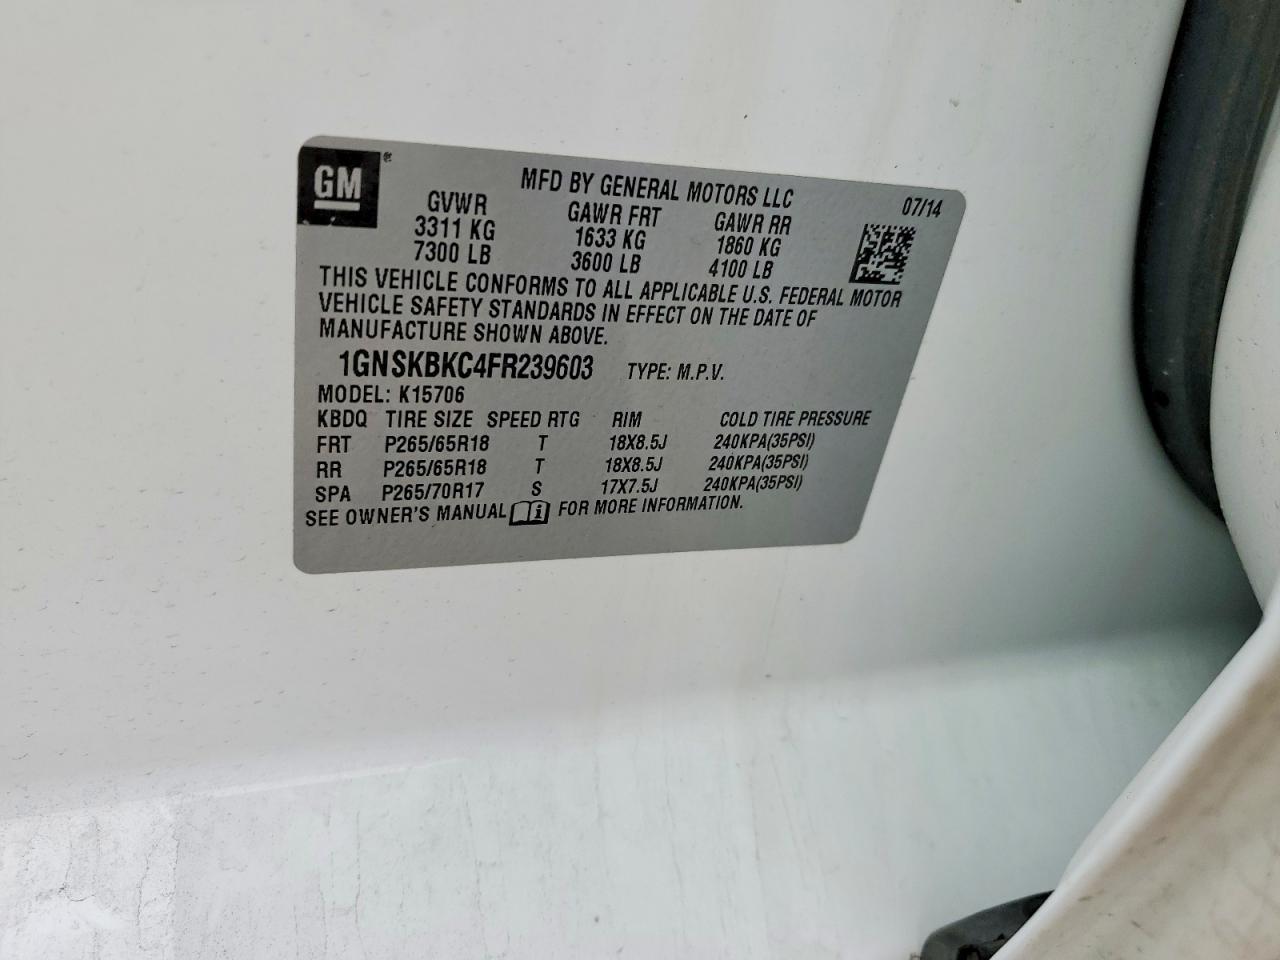 GM®
MFD BY GENERAL MOTORS LLC 07/14
GVWR GAWR FRT GAWR RR
3311 KG 1633 KG 1860 KG
7300 LB 3600 LB 4100 LB
THIS VEHICLE CONFORMS TO ALL APPLICABLE U.S. FEDERAL MOTOR
VEHICLE SAFETY STANDARDS IN EFFECT ON THE DATE OF
MANUFACTURE SHOWN ABOVE.
1GNSKBKC4FR239603 TYPE: M.P.V.
MODEL: K15706
KBDQ TIRE SIZE SPEED RTG RIM COLD TIRE PRESSURE
FRT P265/65R18 T 18X8.5J 240KPA(35PSI)
RR P265/65R18 T 18X8.5J 240KPA(35PSI)
SPA P265/70R17 S 17X7.5J 240KPA(35PSI)
SEE OWNER'S MANUAL i FOR MORE INFORMATION.